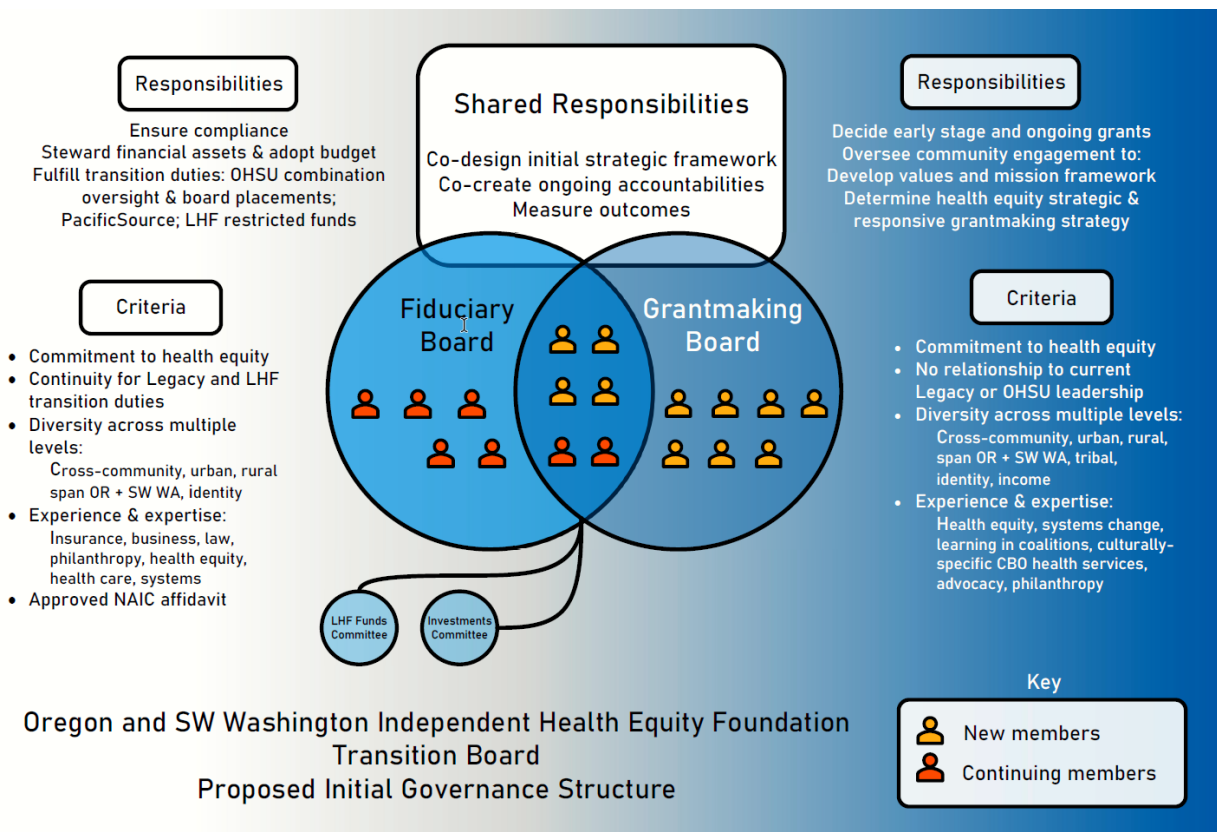 Responsibilities
Ensure compliance
Steward financial assets & adopt budget
Fulfill transition duties: OHSU combination
oversight & board placements;
PacificSource; LHF restricted funds
Criteria
• Commitment to health equity
• Continuity for Legacy and LHF
transition duties
• Diversity across multiple
levels:
Cross-community, urban, rural
span OR + SW WA, identity
• Experience & expertise:
Insurance, business, law,
philanthropy, health equity,
health care, systems
• Approved NAIC affidavit
Shared Responsibilities
Co-design initial strategic framework
Co-create ongoing accountabilities
Measure outcomes
Fiduciary
Board
Grantmaking
Board
LHF Funds
Committee
Investments
Committee
Responsibilities
Decide early stage and ongoing grants
Oversee community engagement to:
Develop values and mission framework
Determine health equity strategic &
responsive grantmaking strategy
Criteria
• Commitment to health equity
• No relationship to current
Legacy or OHSU leadership
• Diversity across multiple levels:
Cross-community, urban, rural,
span OR + SW WA, tribal,
identity, income
• Experience & expertise:
Health equity, systems change,
learning in coalitions, culturally-
specific CBO health services,
advocacy, philanthropy
Oregon and SW Washington Independent Health Equity Foundation
Transition Board
Proposed Initial Governance Structure
Key
New members
Continuing members